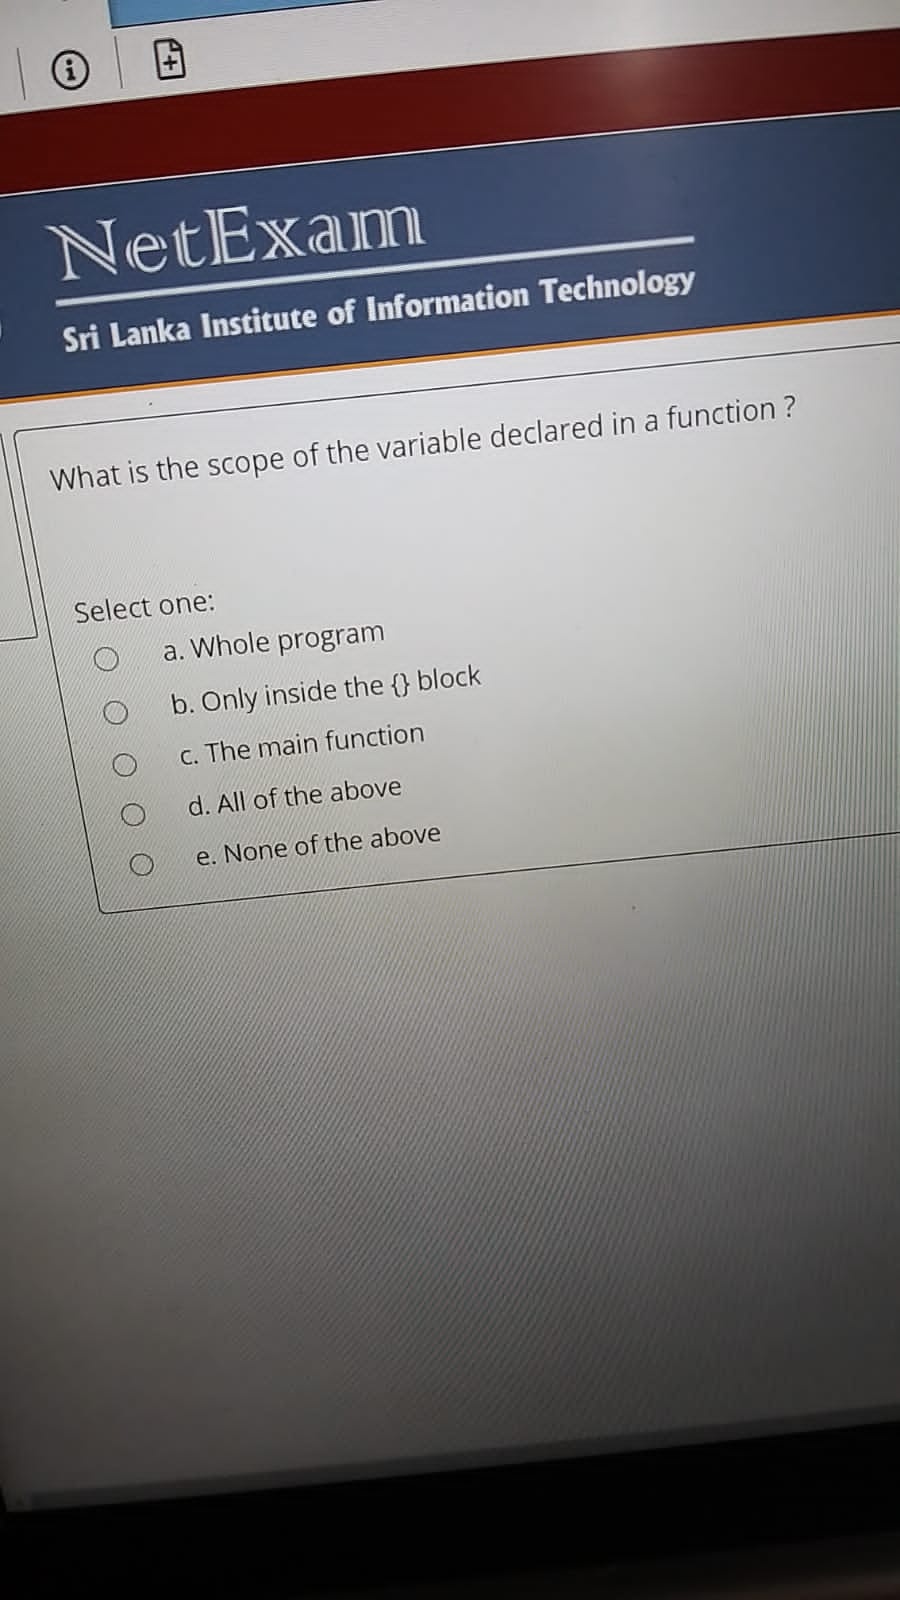 NetExam
Sri Lanka Institute of Information Technology
What is the scope of the variable declared in a function ?
Select one:
a. Whole program
b. Only inside the {} block
c. The main function
d. All of the above
e. None of the above